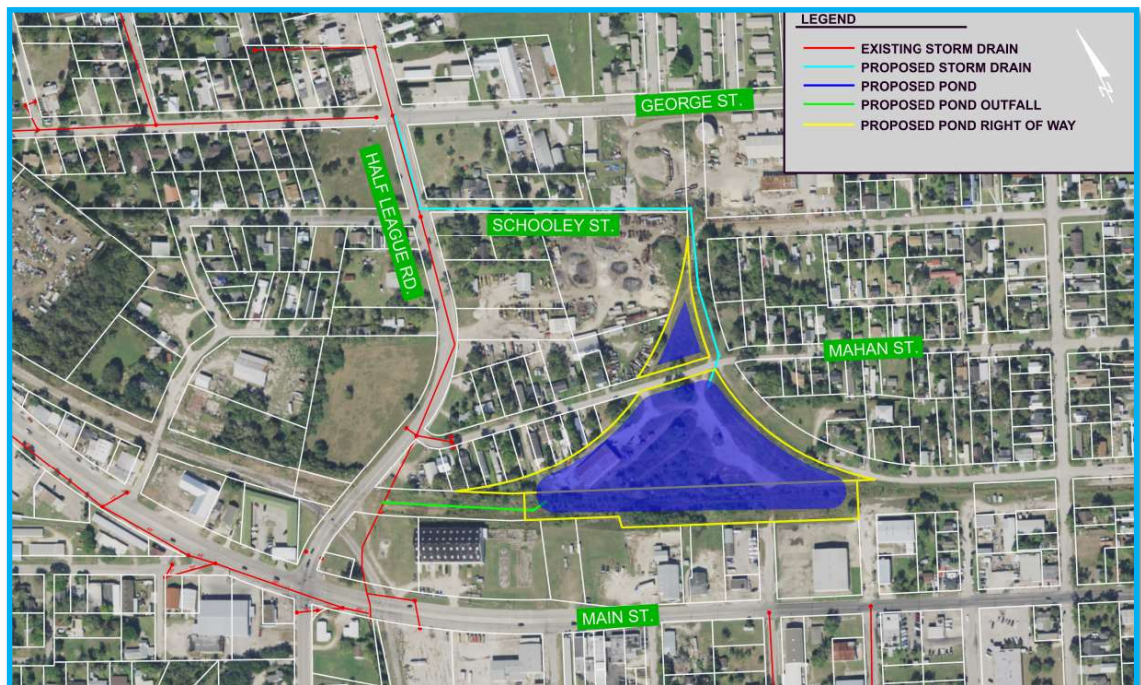 LEGEND
EXISTING STORM DRAIN
PROPOSED STORM DRAIN
PROPOSED POND
PROPOSED POND OUTFALL
PROPOSED POND RIGHT OF WAY
N
GEORGE ST.
HALF LEAGUE RD.
SCHOOLEY ST.
MAHAN ST.
MAIN ST.